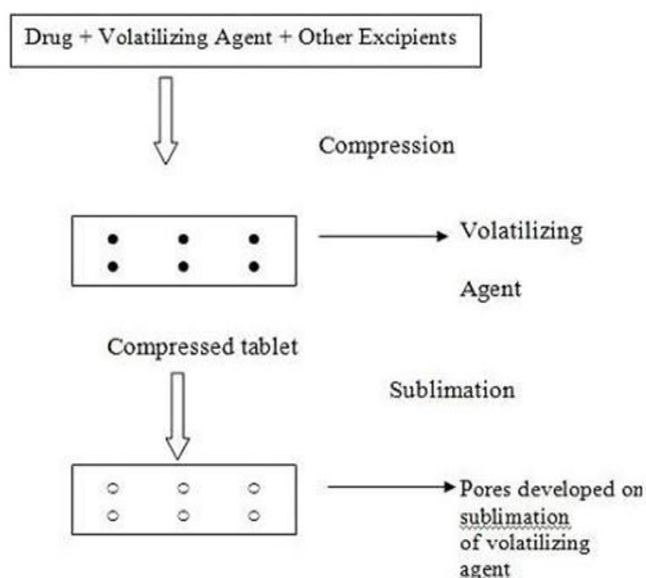 Drug + Volatilizing Agent + Other Excipients
Compression
Volatilizing
Agent
Compressed tablet
Sublimation
Pores developed on
sublimation
of volatilizing
agent